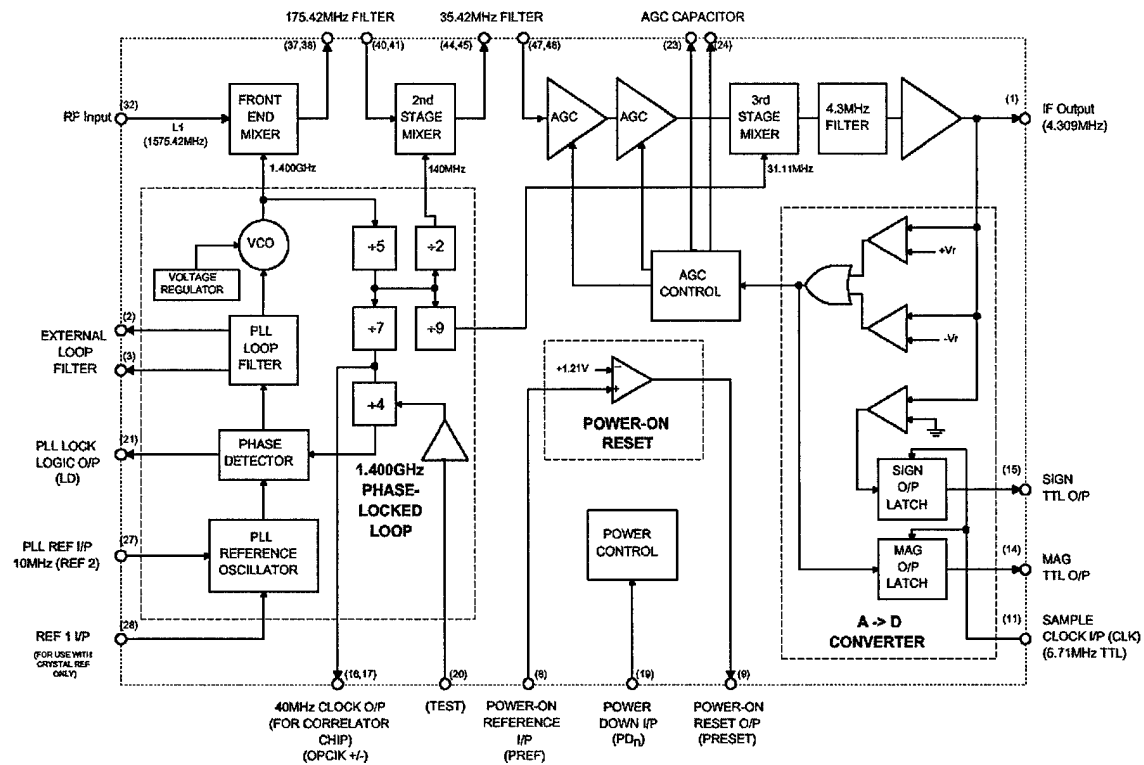 175.42MHz FILTER
35.42MHz FILTER
AGC CAPACITOR
(37,38)
(40,41)
(44,45)
(47,48)
(23)
(24)
RF Input
(32)
L1
(1575.42MHz)
FRONT
END
MIXER
2nd
STAGE
MIXER
AGC
AGC
3rd
STAGE
MIXER
4.3MHz
FILTER
(1)
IF Output
(4.309MHz)
1.400GHz
140MHz
31.11MHz
VCO
VOLTAGE
REGULATOR
÷5
÷2
÷7
÷9
÷4
AGC
CONTROL
+Vr
-Vr
EXTERNAL
LOOP
FILTER
(2)
(3)
PLL
LOOP
FILTER
+1.21V
−
+
POWER-ON
RESET
PLL LOCK
LOGIC O/P
(LD)
(21)
PHASE
DETECTOR
1.400GHz
PHASE-
LOCKED
LOOP
SIGN
O/P
LATCH
(15)
SIGN
TTL O/P
PLL REF I/P
10MHz (REF 2)
(27)
PLL
REFERENCE
OSCILLATOR
POWER
CONTROL
MAG
O/P
LATCH
(14)
MAG
TTL O/P
REF 1 I/P
(FOR USE WITH
CRYSTAL REF
ONLY)
(28)
A -> D
CONVERTER
(11)
SAMPLE
CLOCK I/P (CLK)
(5.71MHz TTL)
(16,17)
(20)
(8)
(19)
(9)
40MHz CLOCK O/P
(FOR CORRELATOR
CHIP)
(OPClK +/-)
(TEST)
POWER-ON
REFERENCE
I/P
(PREF)
POWER
DOWN I/P
(PDn)
POWER-ON
RESET O/P
(PRESET)